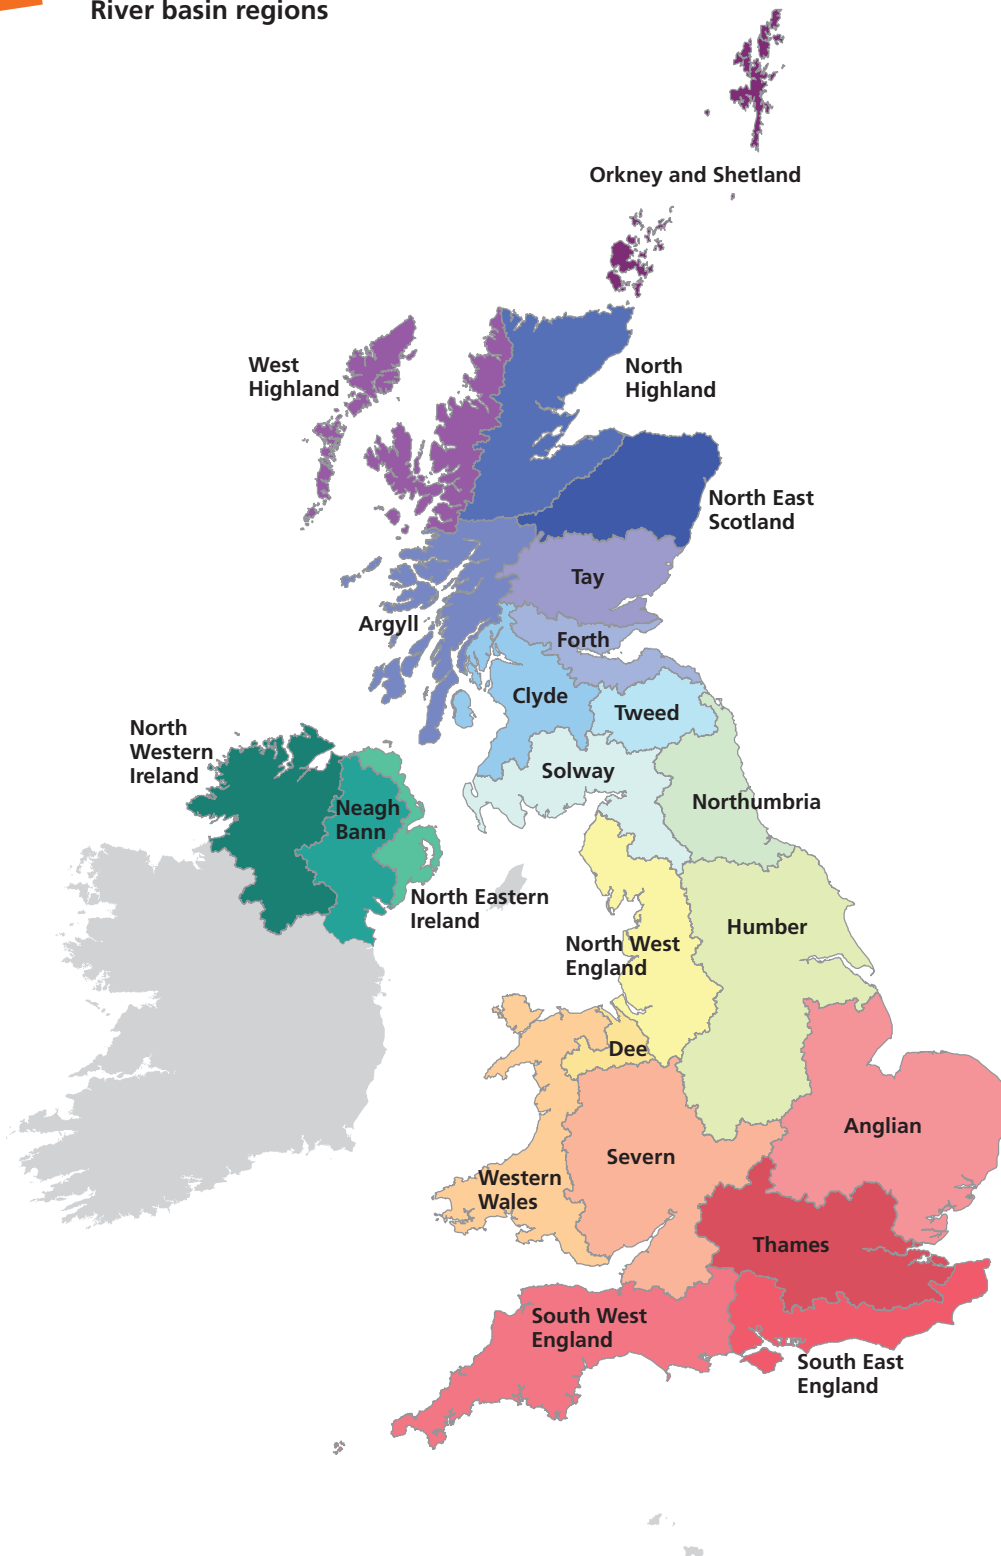 River basin regions
Orkney and Shetland
West
Highland
North
Highland
North East
Scotland
Tay
Argyll
Forth
Clyde
Tweed
North
Western
Ireland
Solway
Neagh
Bann
Northumbria
North Eastern
Ireland
Humber
North West
England
Dee
Anglian
Severn
Western
Wales
Thames
South West
England
South East
England